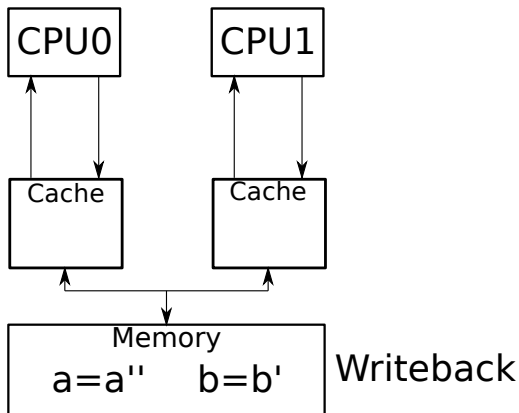 CPU0 CPU1
Cache Cache
Memory
a=a'' b=b'
Writeback